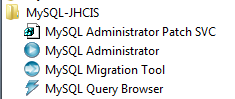 MySQL-JHCIS
MySQL Administrator Patch SVC
MySQL Administrator
MySQL Migration Tool
MySQL Query Browser